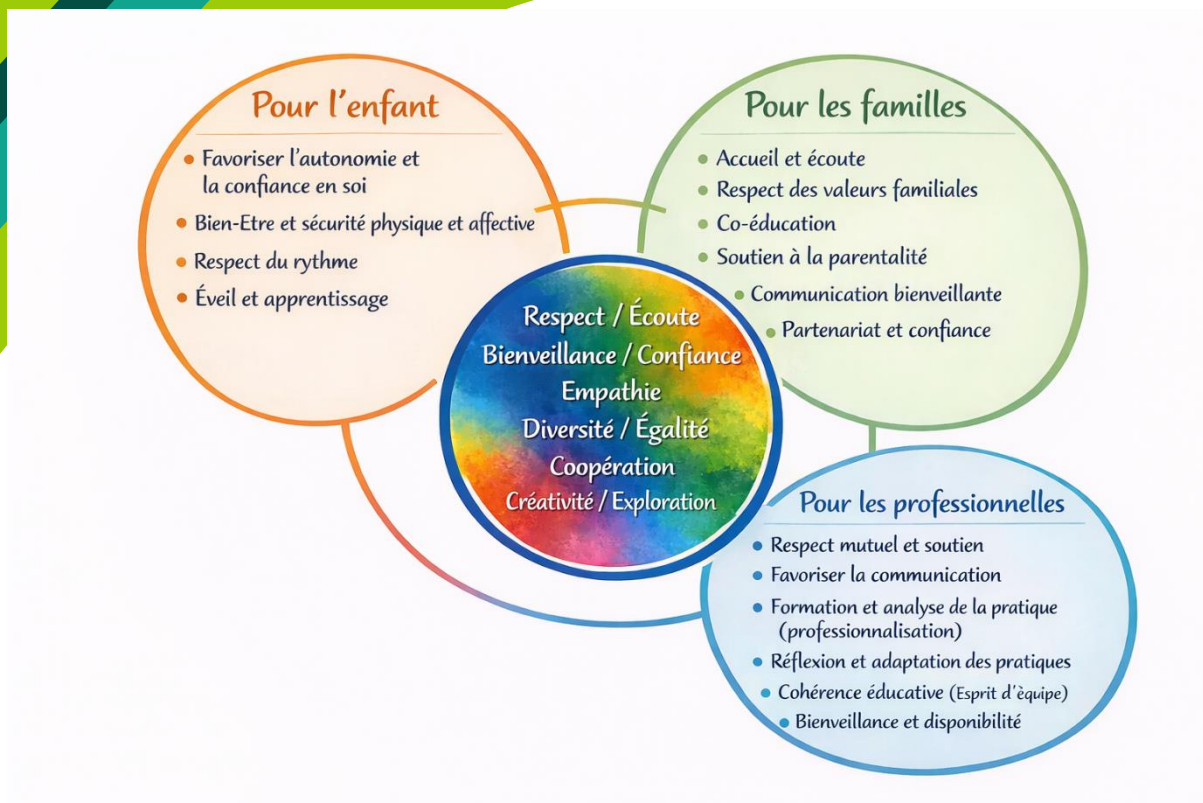 Pour l'enfant
• Favoriser l'autonomie et
la confiance en soi
• Bien-Etre et sécurité physique et affective
• Respect du rythme
• Éveil et apprentissage
Pour les familles
• Accueil et écoute
• Respect des valeurs familiales
• Co-éducation
• Soutien à la parentalité
• Communication bienveillante
• Partenariat et confiance
Respect / Écoute
Bienveillance / Confiance
Empathie
Diversité / Égalité
Coopération
Créativité / Exploration
Pour les professionnelles
• Respect mutuel et soutien
• Favoriser la communication
• Formation et analyse de la pratique
(professionnalisation)
• Réflexion et adaptation des pratiques
• Cohérence éducative (Esprit d'èquipe)
• Bienveillance et disponibilité